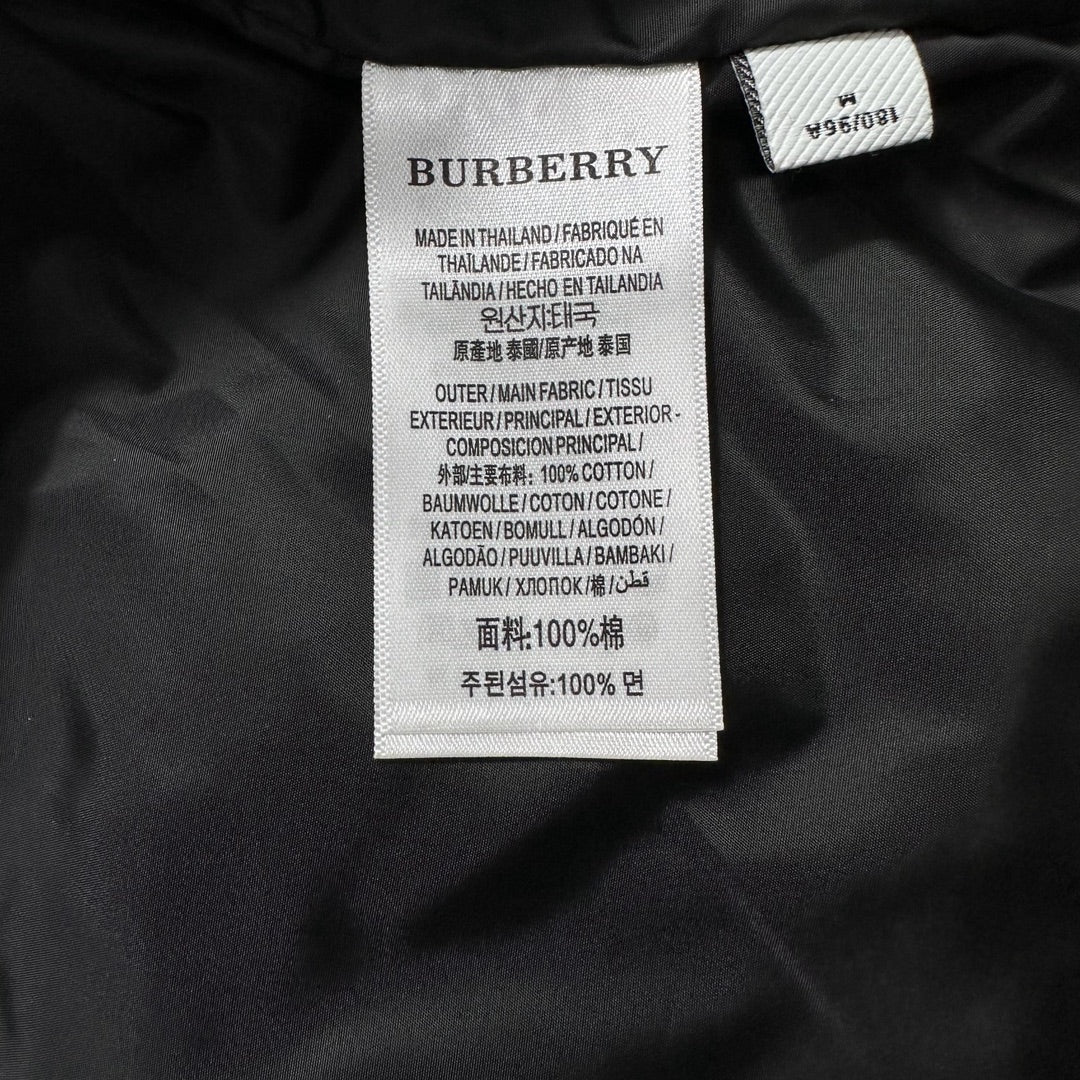 BURBERRY
MADE IN THAILAND / FABRIQUÉ EN
THAÏLANDE / FABRICADO NA
TAILÂNDIA / HECHO EN TAILANDIA
원산지:태국
原產地 泰國/原产地 泰国
OUTER / MAIN FABRIC / TISSU
EXTERIEUR / PRINCIPAL / EXTERIOR -
COMPOSICION PRINCIPAL /
外部/主要布料: 100% COTTON /
BAUMWOLLE / COTON / COTONE /
KATOEN / BOMULL / ALGODÓN /
ALGODÃO / PUUVILLA / BAMBAKI /
PAMUK / ХЛОПОК /棉/ قطن
面料:100%棉
주된섬유:100% 면
180/96A
M